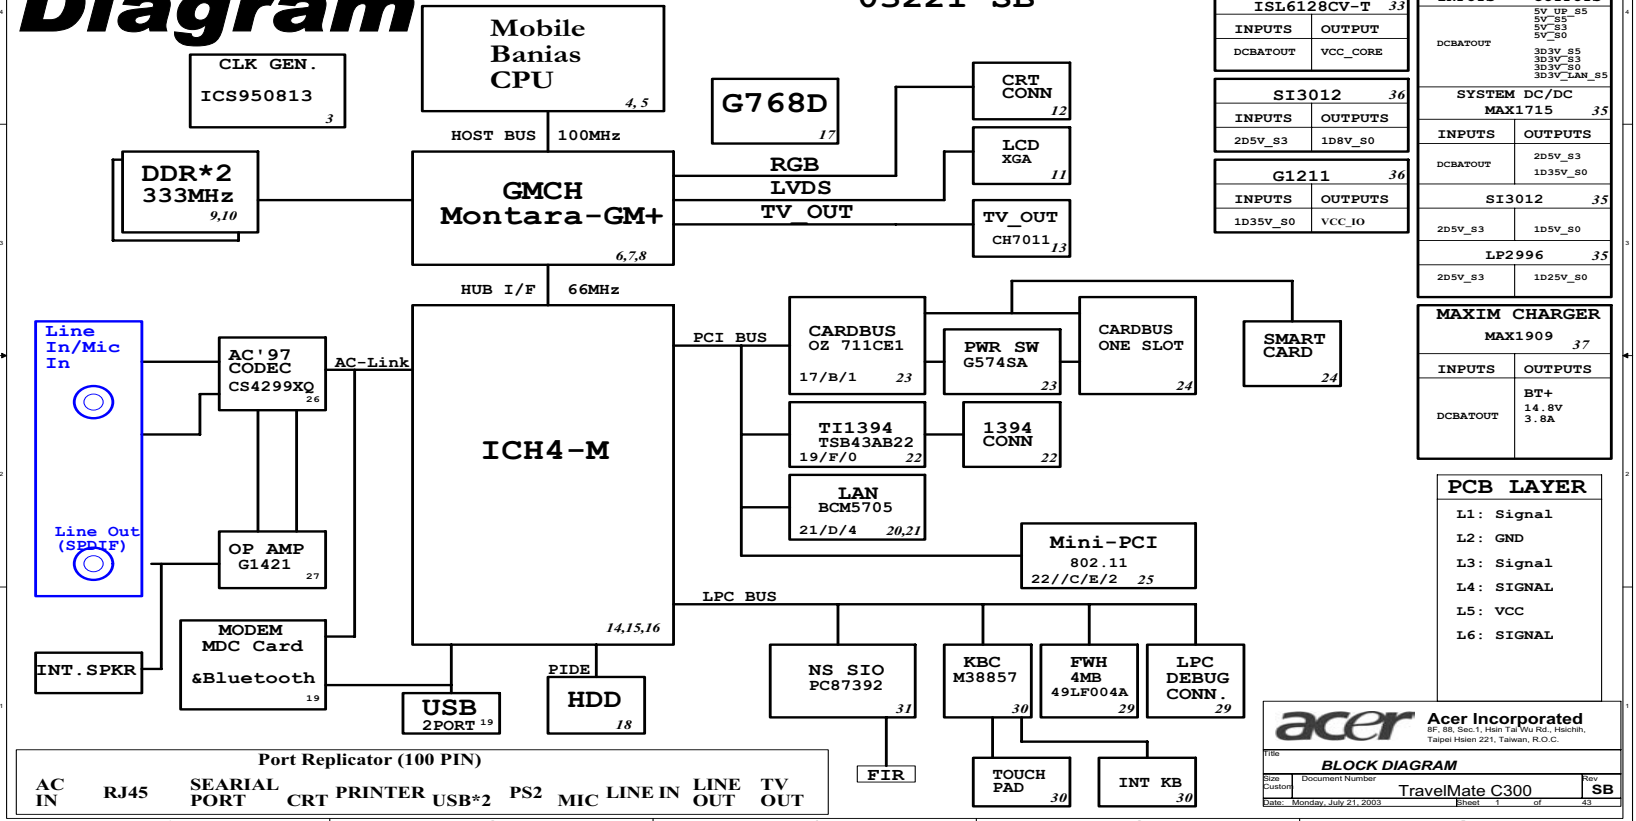 Diagram
03221 SB
Mobile
Banias
CPU
4, 5
CLK GEN.
ICS950813
3
HOST BUS 100MHz
G768D
17
CRT
CONN
12
LCD
XGA
11
TV_OUT
CH7011
13
RGB
LVDS
TV_OUT
DDR*2
333MHz
9,10
GMCH
Montara-GM+
6,7,8
HUB I/F 66MHz
ISL6128CV-T 33
INPUTS OUTPUT
DCBATOUT VCC_CORE
SI3012 36
INPUTS OUTPUTS
2D5V_S3 1D8V_S0
G1211 36
INPUTS OUTPUTS
1D35V_S0 VCC_IO
DCBATOUT
5V_UP_S5
5V_S5
5V_S3
5V_S0
3D3V_S5
3D3V_S3
3D3V_S0
3D3V_LAN_S5
SYSTEM DC/DC
MAX1715 35
INPUTS OUTPUTS
DCBATOUT
2D5V_S3
1D35V_S0
SI3012 35
2D5V_S3 1D5V_S0
LP2996 35
2D5V_S3 1D25V_S0
MAXIM CHARGER
MAX1909 37
INPUTS OUTPUTS
DCBATOUT
BT+
14.8V
3.8A
Line
In/Mic
In
Line Out
(SPDIF)
AC'97
CODEC
CS4299XQ
26
AC-Link
OP AMP
G1421
27
MODEM
MDC Card
&Bluetooth
19
INT.SPKR
ICH4-M
14,15,16
PCI BUS
CARDBUS
OZ 711CE1
17/B/1 23
PWR SW
G574SA
23
CARDBUS
ONE SLOT
24
SMART
CARD
24
TI1394
TSB43AB22
19/F/0 22
1394
CONN
22
LAN
BCM5705
21/D/4 20,21
Mini-PCI
802.11
22//C/E/2 25
LPC BUS
USB
2PORT 19
PIDE
HDD
18
NS SIO
PC87392
31
FIR
KBC
M38857
30
FWH
4MB
49LF004A
29
LPC
DEBUG
CONN.
29
TOUCH
PAD
30
INT KB
30
PCB LAYER
L1: Signal
L2: GND
L3: Signal
L4: SIGNAL
L5: VCC
L6: SIGNAL
Port Replicator (100 PIN)
AC
IN
RJ45
SEARIAL
PORT
CRT
PRINTER
USB*2
PS2
MIC
LINE IN
LINE
OUT
TV
OUT
acer
Acer Incorporated
8F, 88, Sec.1, Hsin Tai Wu Rd., Hsichih,
Taipei Hsien 221, Taiwan, R.O.C.
Title
BLOCK DIAGRAM
Size
Custom
Document Number
TravelMate C300
Rev
SB
Date: Monday, July 21, 2003 Sheet 1 of 43